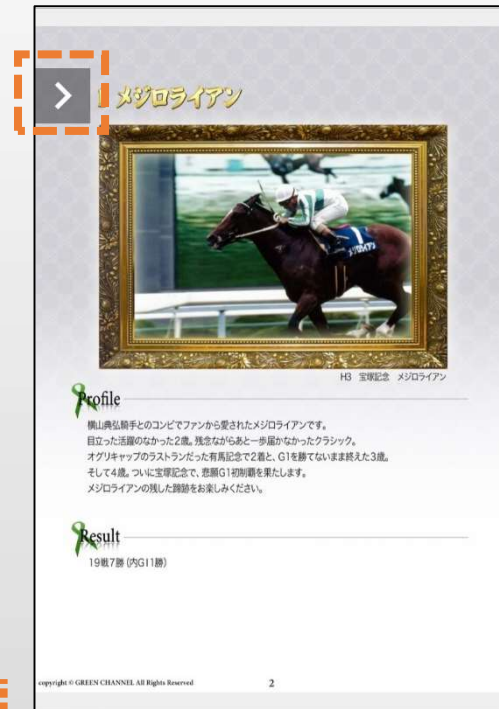 メジロライアン
メジロライアン
H3 宝塚記念 メジロライアン
Profile
横山典弘騎手とのコンビでファンから愛されたメジロライアンです。
目立った活躍のなかった2歳。残念ながらあと一歩届かなかったクラシック。
オグリキャップのラストランだった有馬記念で2着と、G1を勝てないまま終えた3歳。
そして4歳。ついに宝塚記念で、悲願G1初制覇を果たします。
メジロライアンの残した蹄跡をお楽しみください。
Result
19戦7勝(内GI1勝)
copyright © GREEN CHANNEL All Rights Reserved
2